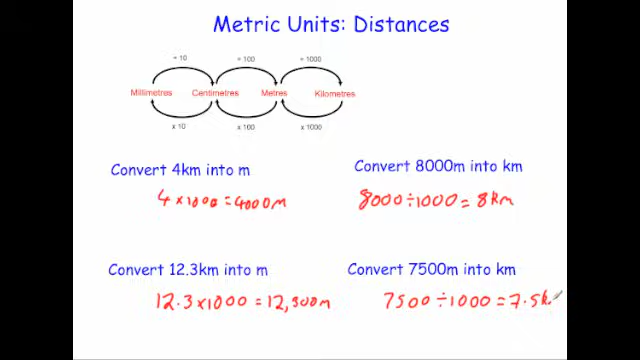 Metric Units: Distances
÷ 10 ÷ 100 ÷ 1000
Millimetres Centimetres Metres Kilometres
x 10 x 100 x 1000
Convert 4km into m
4 × 1000 = 4000m
Convert 8000m into km
8000 ÷ 1000 = 8km
Convert 12.3km into m
12.3 × 1000 = 12,300m
Convert 7500m into km
7500 ÷ 1000 = 7.5k